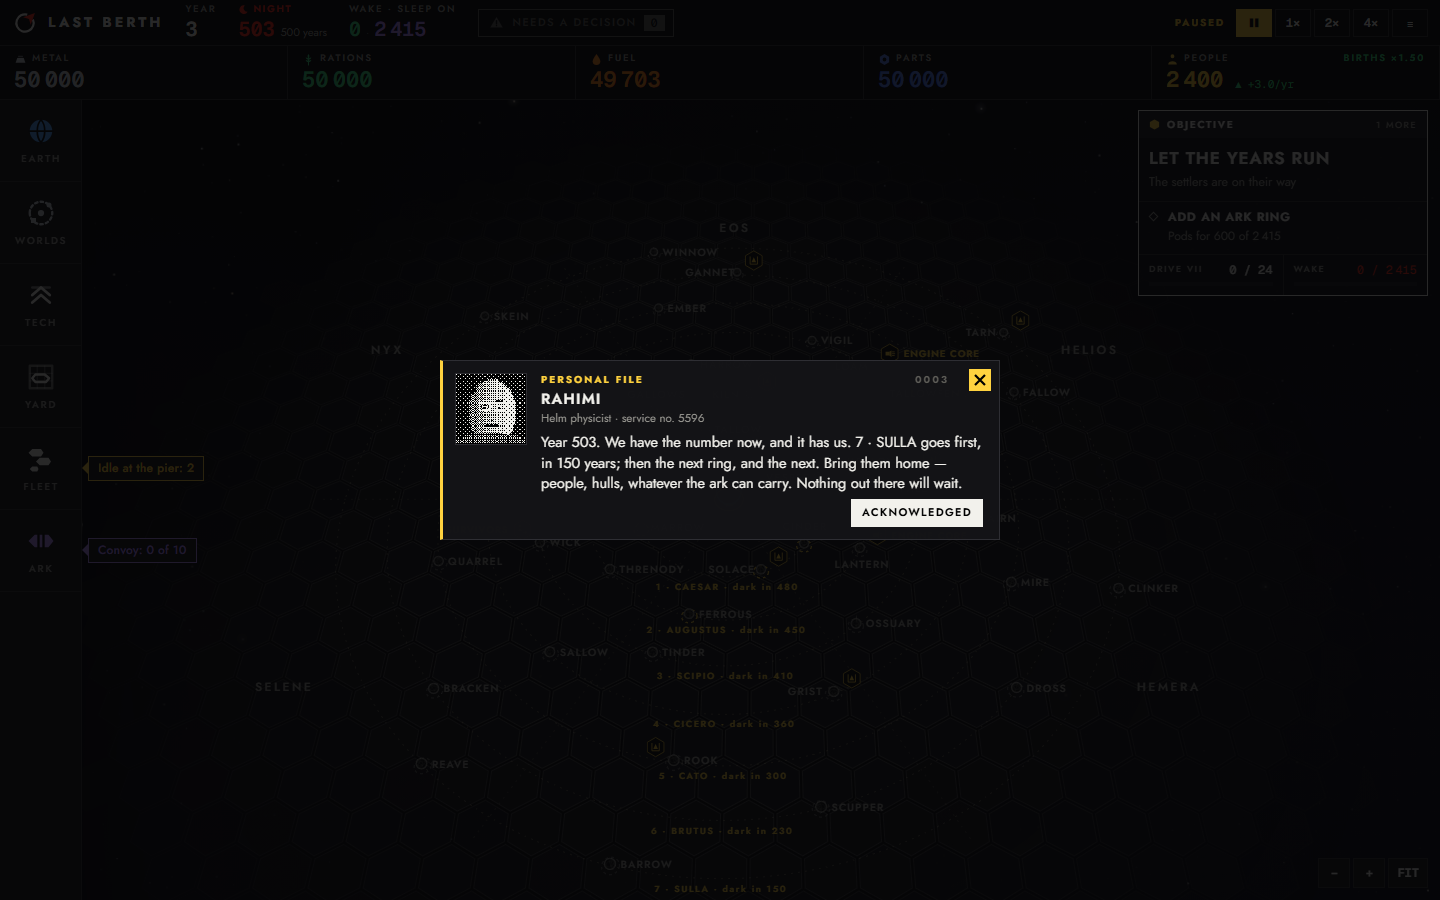 LAST BERTH
YEAR
3
NIGHT
503 500 years
WAKE · SLEEP ON
0 2 415
NEEDS A DECISION 0
PAUSED
1×
2×
4×
≡
METAL
50 000
RATIONS
50 000
FUEL
49 703
PARTS
50 000
PEOPLE
BIRTHS ×1.50
2 400 ▲ +3.0/yr
EARTH
WORLDS
TECH
YARD
FLEET
Idle at the pier: 2
ARK
Convoy: 0 of 10
OBJECTIVE
1 MORE
LET THE YEARS RUN
The settlers are on their way
ADD AN ARK RING
Pods for 600 of 2 415
DRIVE VII 0 / 24
WAKE 0 / 2 415
EOS
WINNOW
GANNET
EMBER
SKEIN
TARN
VIGIL
NYX
HELIOS
ENGINE CORE
FALLOW
PERSONAL FILE
0003
RAHIMI
Helm physicist · service no. 5596
Year 503. We have the number now, and it has us. 7 · SULLA goes first,
in 150 years; then the next ring, and the next. Bring them home —
people, hulls, whatever the ark can carry. Nothing out there will wait.
ACKNOWLEDGED
WICK
QUARREL
THRENODY
SOLACE
LANTERN
1 · CAESAR · dark in 480
MIRE
CLINKER
FERROUS
2 · AUGUSTUS · dark in 450
OSSUARY
SALLOW
TINDER
3 · SCIPIO · dark in 410
SELENE
BRACKEN
GRIST
DROSS
HEMERA
4 · CICERO · dark in 360
REAVE
ROOK
5 · CATO · dark in 300
SCUPPER
6 · BRUTUS · dark in 230
BARROW
7 · SULLA · dark in 150
−
+
FIT